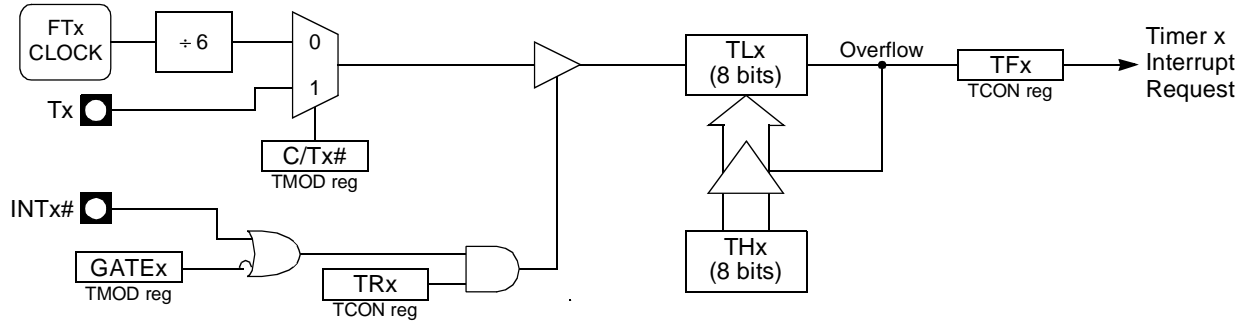 FTx
CLOCK
÷ 6
0
1
Tx
C/Tx#
TMOD reg
INTx#
GATEx
TMOD reg
TRx
TCON reg
TLx
(8 bits)
THx
(8 bits)
Overflow
TFx
TCON reg
Timer x
Interrupt
Request